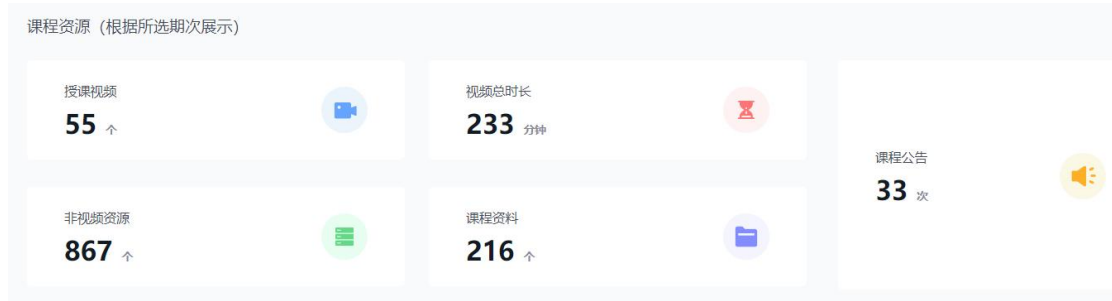 课程资源（根据所选期次展示）
授课视频
55 个
视频总时长
233 分钟
课程公告
33 次
非视频资源
867 个
课程资料
216 个